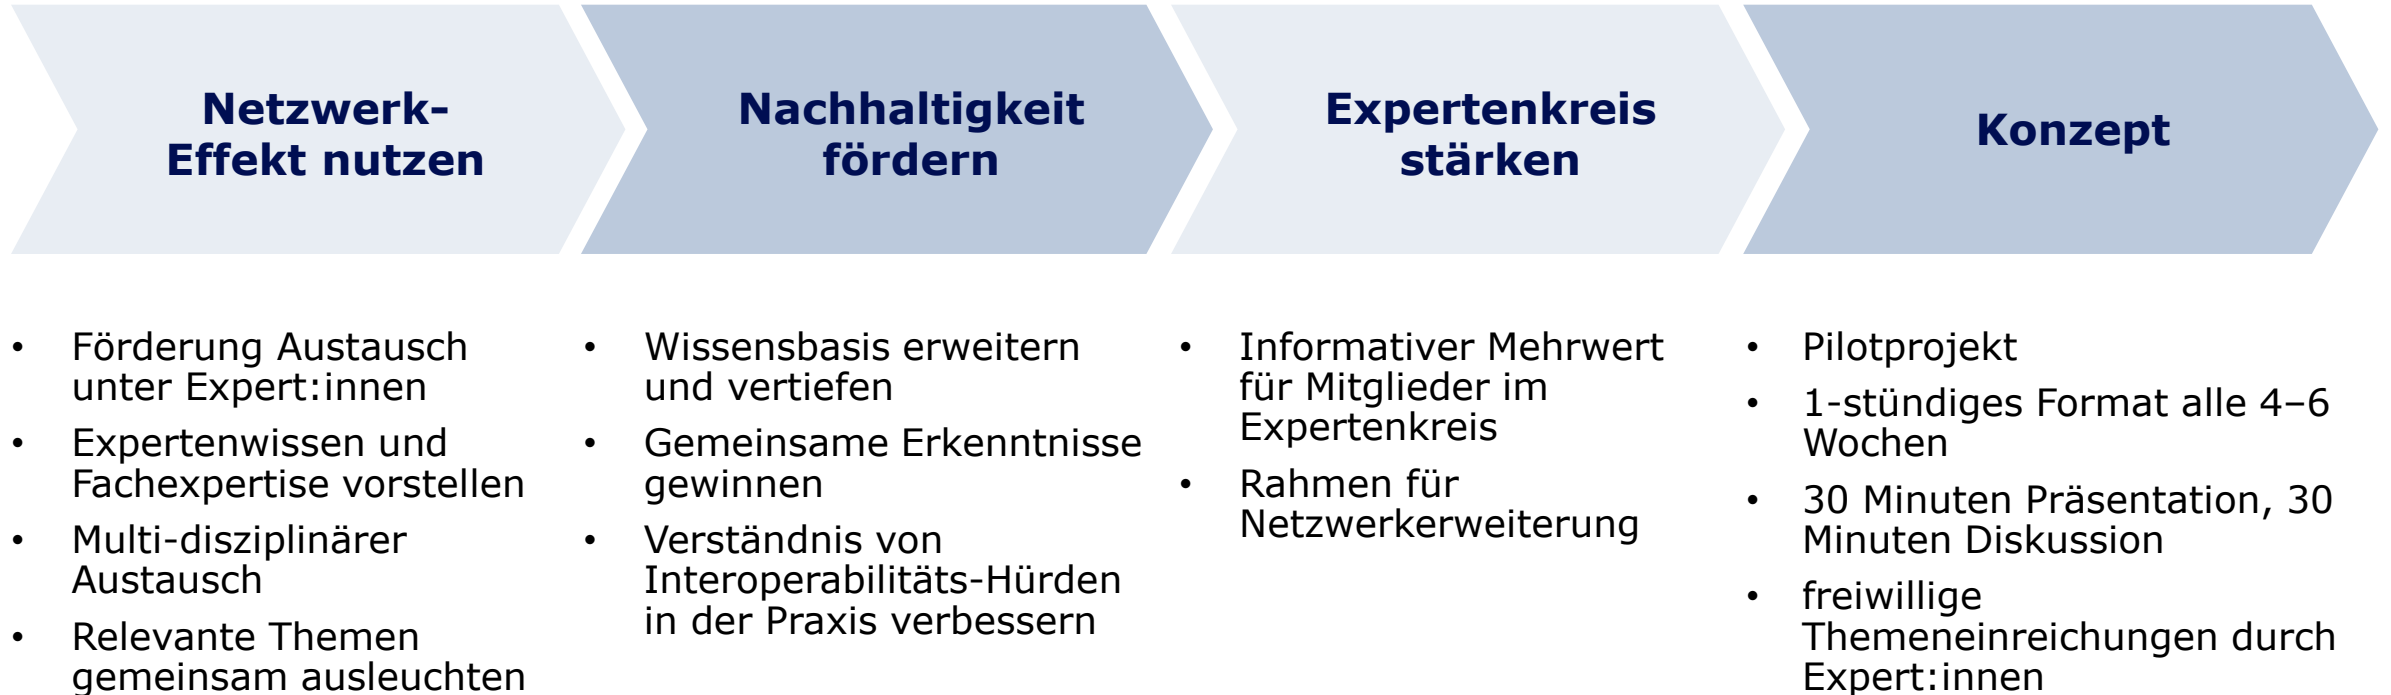 Netzwerk-
Effekt nutzen
Nachhaltigkeit
fördern
Expertenkreis
stärken
Konzept
• Förderung Austausch
unter Expert:innen
• Expertenwissen und
Fachexpertise vorstellen
• Multi-disziplinärer
Austausch
• Relevante Themen
gemeinsam ausleuchten
• Wissensbasis erweitern
und vertiefen
• Gemeinsame Erkenntnisse
gewinnen
• Verständnis von
Interoperabilitäts-Hürden
in der Praxis verbessern
• Informativer Mehrwert
für Mitglieder im
Expertenkreis
• Rahmen für
Netzwerkerweiterung
• Pilotprojekt
• 1-stündiges Format alle 4–6
Wochen
• 30 Minuten Präsentation, 30
Minuten Diskussion
• freiwillige
Themeneinreichungen durch
Expert:innen